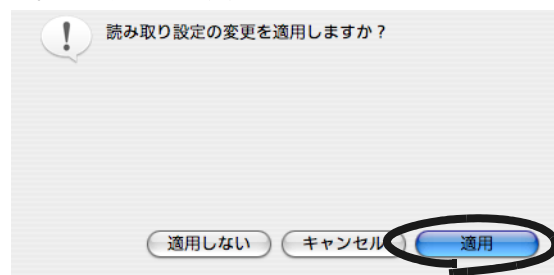 読み取り設定の変更を適用しますか？
適用しない キャンセル 適用